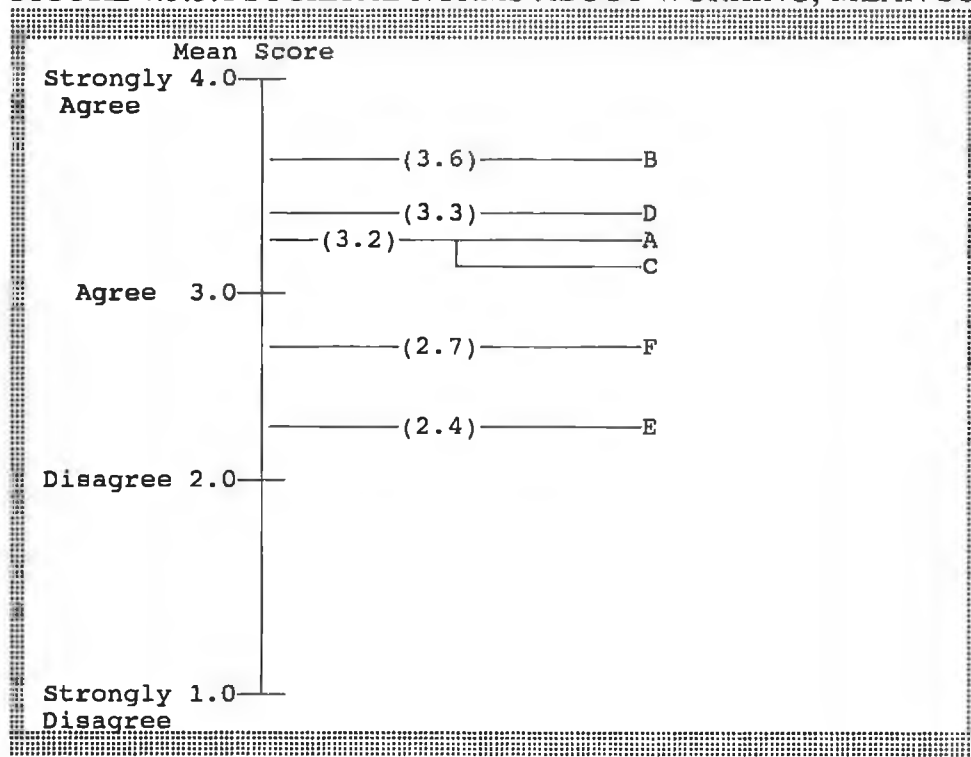 Mean Score
Strongly 4.0
Agree
(3.6) B
(3.3) D
(3.2) A
C
Agree 3.0
(2.7) F
(2.4) E
Disagree 2.0
Strongly 1.0
Disagree